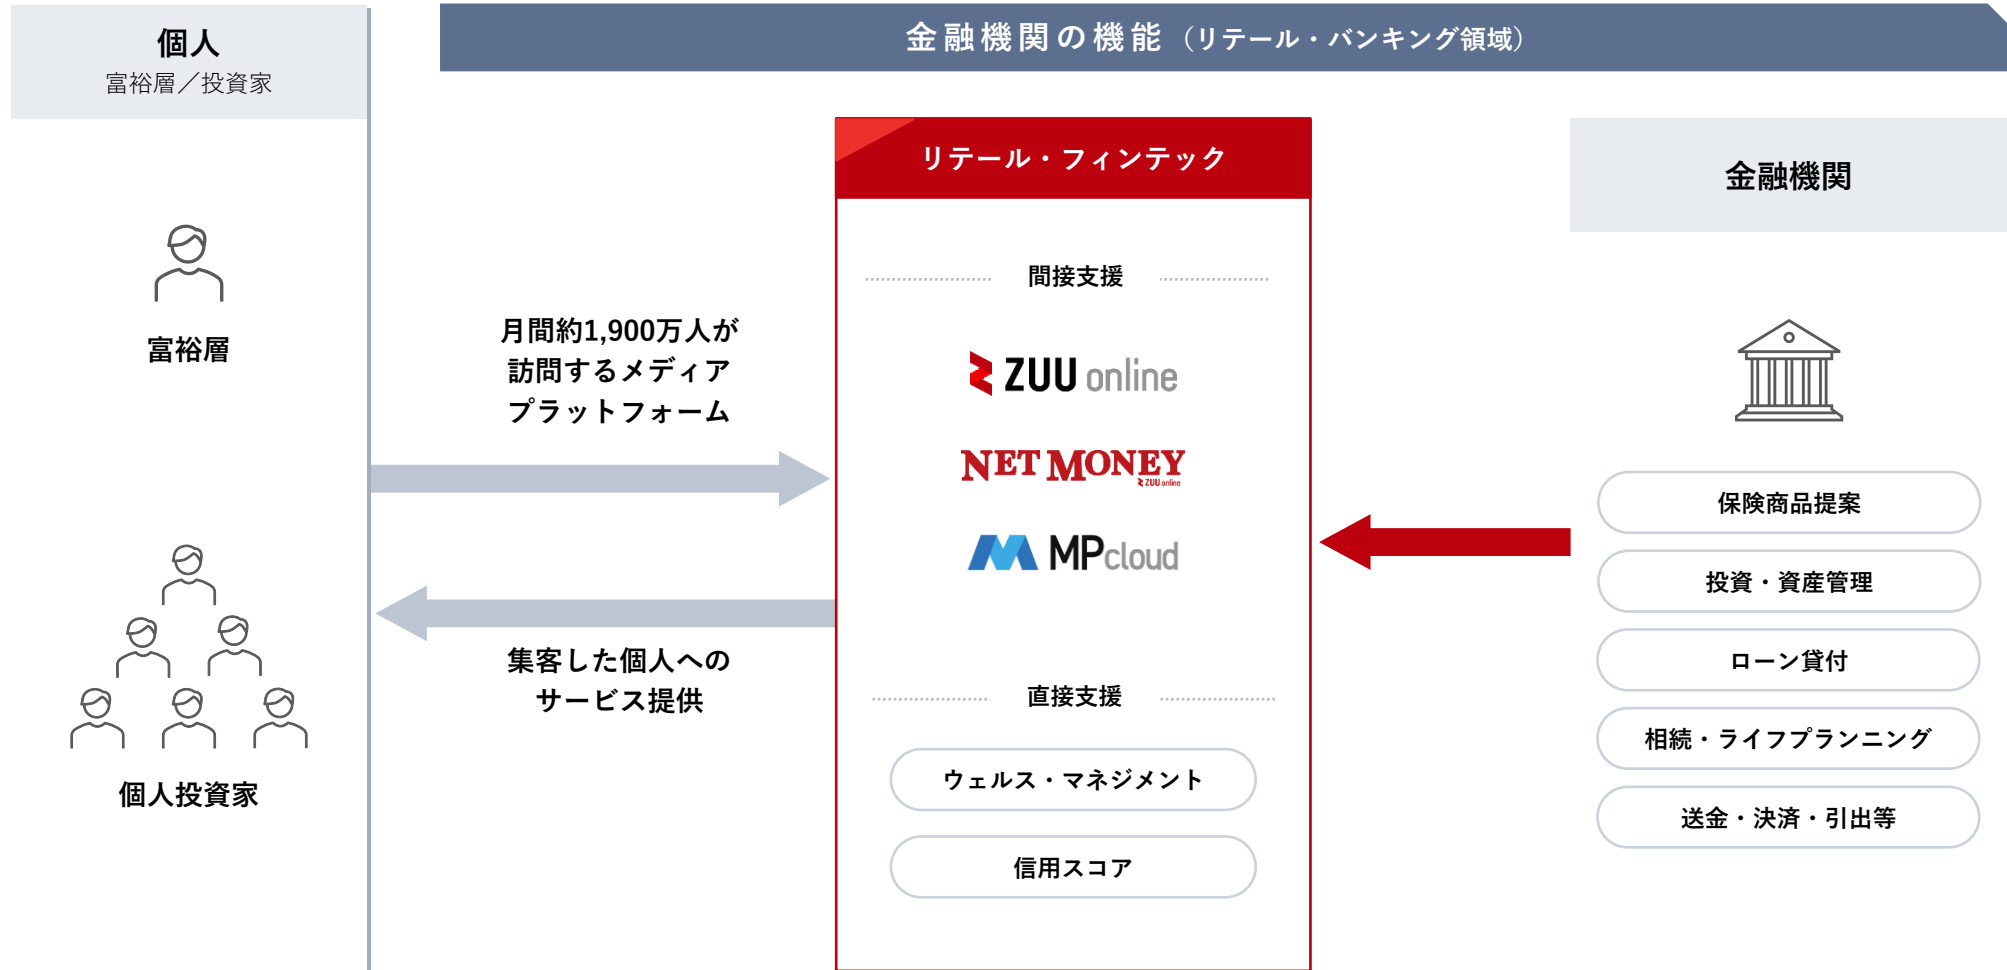 個人
富裕層／投資家
富裕層
個人投資家
金融機関の機能（リテール・バンキング領域）
月間約1,900万人が
訪問するメディア
プラットフォーム
集客した個人への
サービス提供
リテール・フィンテック
間接支援
ZUU online
NET MONEY
ZUU online
MPcloud
直接支援
ウェルス・マネジメント
信用スコア
金融機関
保険商品提案
投資・資産管理
ローン貸付
相続・ライフプランニング
送金・決済・引出等